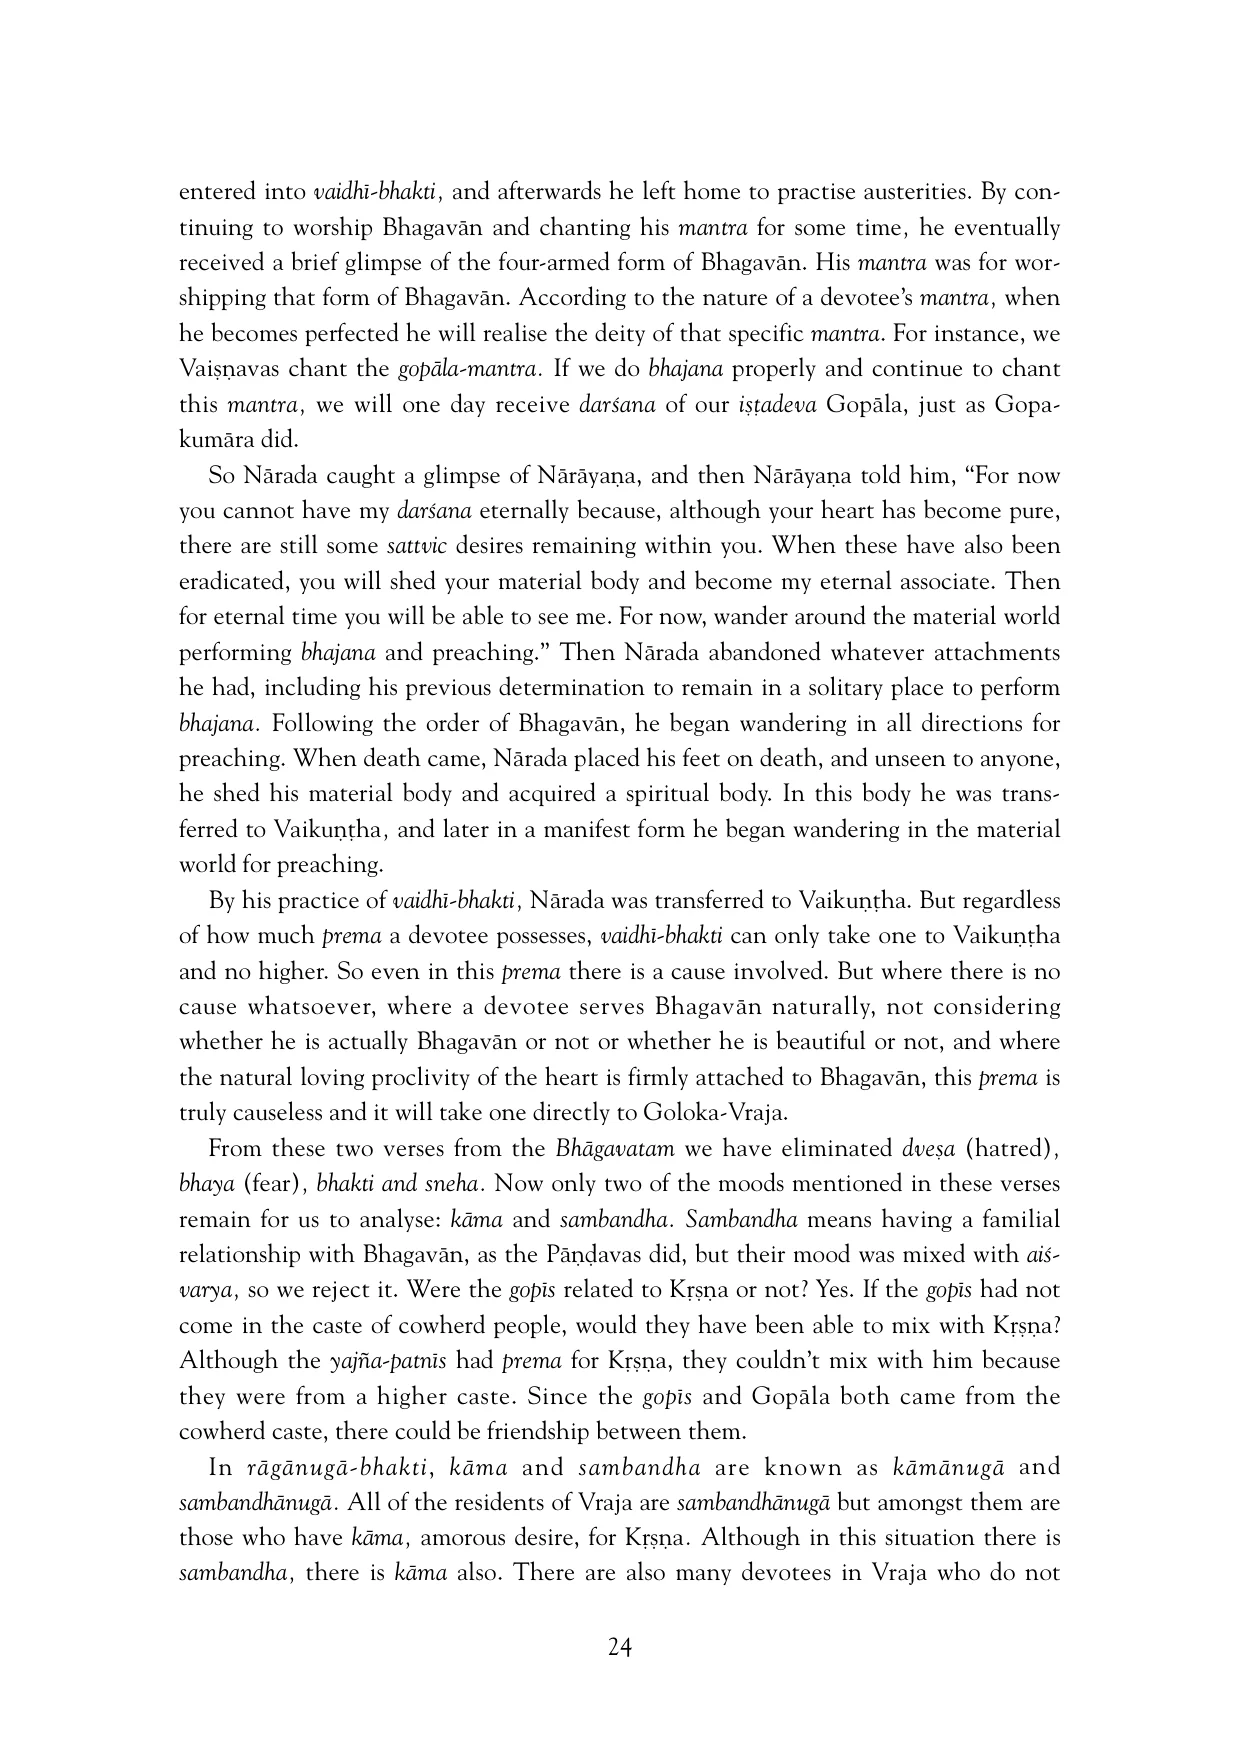 entered into vaidhī-bhakti, and afterwards he left home to practise austerities. By con-
tinuing to worship Bhagavān and chanting his mantra for some time, he eventually
received a brief glimpse of the four-armed form of Bhagavān. His mantra was for wor-
shipping that form of Bhagavān. According to the nature of a devotee’s mantra, when
he becomes perfected he will realise the deity of that specific mantra. For instance, we
Vaiṣṇavas chant the gopāla-mantra. If we do bhajana properly and continue to chant
this mantra, we will one day receive darśana of our iṣṭadeva Gopāla, just as Gopa-
kumāra did.
So Nārada caught a glimpse of Nārāyaṇa, and then Nārāyaṇa told him, “For now
you cannot have my darśana eternally because, although your heart has become pure,
there are still some sattvic desires remaining within you. When these have also been
eradicated, you will shed your material body and become my eternal associate. Then
for eternal time you will be able to see me. For now, wander around the material world
performing bhajana and preaching.” Then Nārada abandoned whatever attachments
he had, including his previous determination to remain in a solitary place to perform
bhajana. Following the order of Bhagavān, he began wandering in all directions for
preaching. When death came, Nārada placed his feet on death, and unseen to anyone,
he shed his material body and acquired a spiritual body. In this body he was trans-
ferred to Vaikuṇṭha, and later in a manifest form he began wandering in the material
world for preaching.
By his practice of vaidhī-bhakti, Nārada was transferred to Vaikuṇṭha. But regardless
of how much prema a devotee possesses, vaidhī-bhakti can only take one to Vaikuṇṭha
and no higher. So even in this prema there is a cause involved. But where there is no
cause whatsoever, where a devotee serves Bhagavān naturally, not considering
whether he is actually Bhagavān or not or whether he is beautiful or not, and where
the natural loving proclivity of the heart is firmly attached to Bhagavān, this prema is
truly causeless and it will take one directly to Goloka-Vraja.
From these two verses from the Bhāgavatam we have eliminated dveṣa (hatred),
bhaya (fear), bhakti and sneha. Now only two of the moods mentioned in these verses
remain for us to analyse: kāma and sambandha. Sambandha means having a familial
relationship with Bhagavān, as the Pāṇḍavas did, but their mood was mixed with aiś-
varya, so we reject it. Were the gopīs related to Kṛṣṇa or not? Yes. If the gopīs had not
come in the caste of cowherd people, would they have been able to mix with Kṛṣṇa?
Although the yajña-patnīs had prema for Kṛṣṇa, they couldn’t mix with him because
they were from a higher caste. Since the gopīs and Gopāla both came from the
cowherd caste, there could be friendship between them.
In rāgānugā-bhakti, kāma and sambandha are known as kāmānugā and
sambandhānugā. All of the residents of Vraja are sambandhānugā but amongst them are
those who have kāma, amorous desire, for Kṛṣṇa. Although in this situation there is
sambandha, there is kāma also. There are also many devotees in Vraja who do not
24